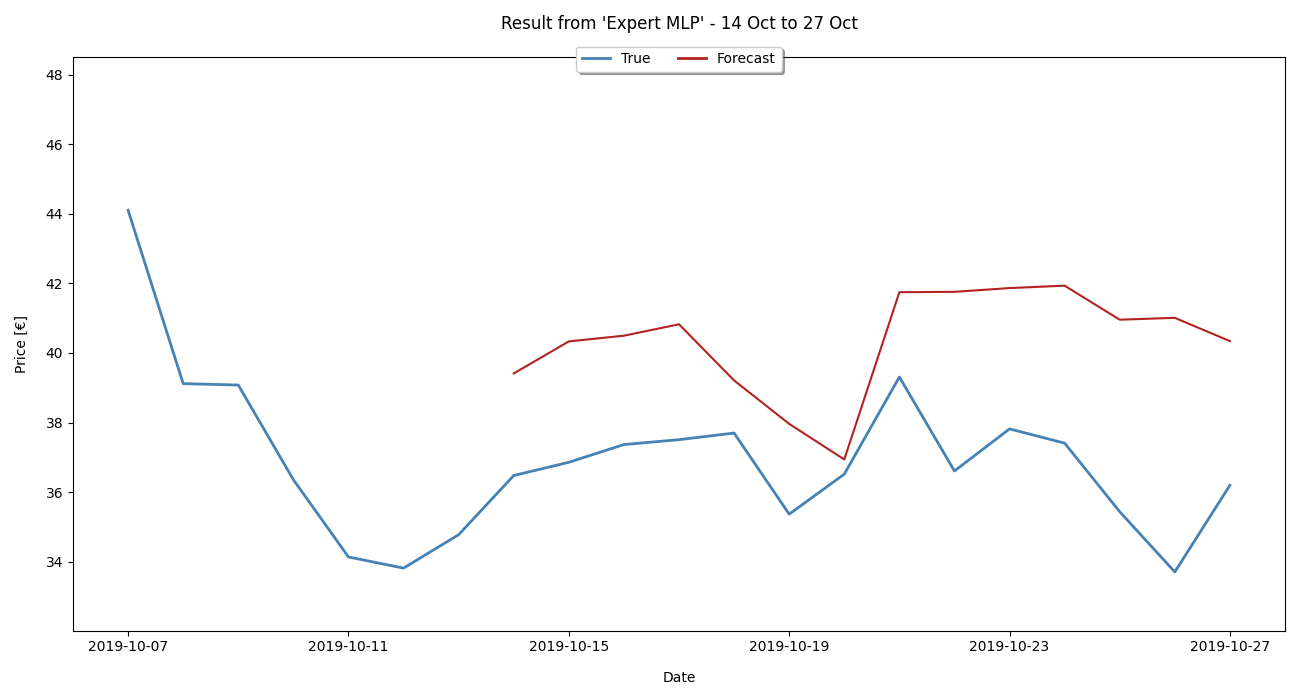 Result from 'Expert MLP' - 14 Oct to 27 Oct
True Forecast
48
46
44
42
40
38
36
34
Price [€]
2019-10-07 2019-10-11 2019-10-15 2019-10-19 2019-10-23 2019-10-27
Date